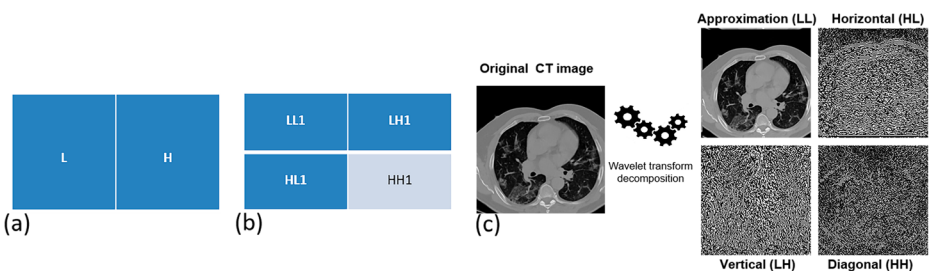 L
H
(a)
LL1
LH1
HL1
HH1
(b)
Original CT image
(c)
Wavelet transform
decomposition
Approximation (LL)
Horizontal (HL)
Vertical (LH)
Diagonal (HH)